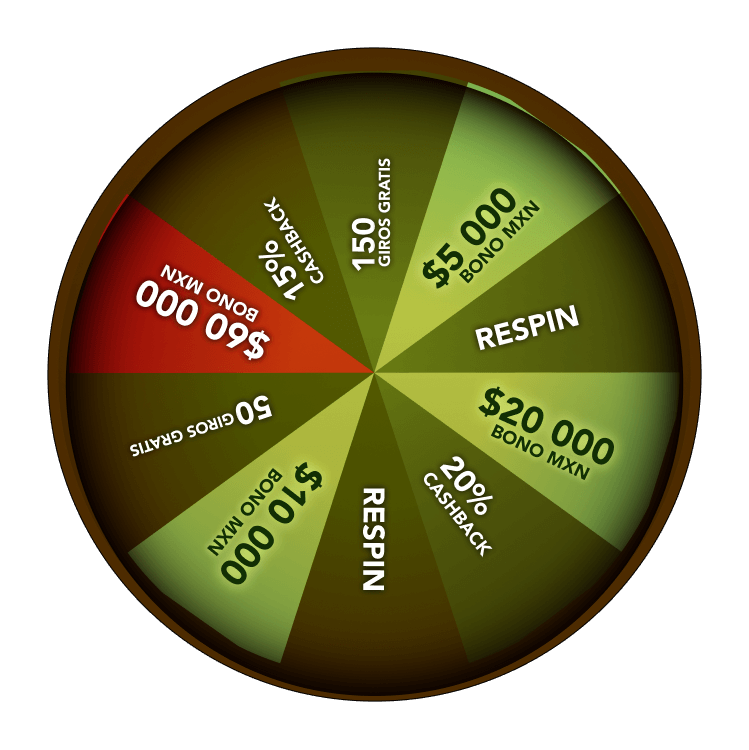 150
GIROS GRATIS
$5 000
BONO MXN
RESPIN
$20 000
BONO MXN
20%
CASHBACK
RESPIN
$10 000
BONO MXN
50 GIROS GRATIS
$60 000
BONO MXN
15%
CASHBACK